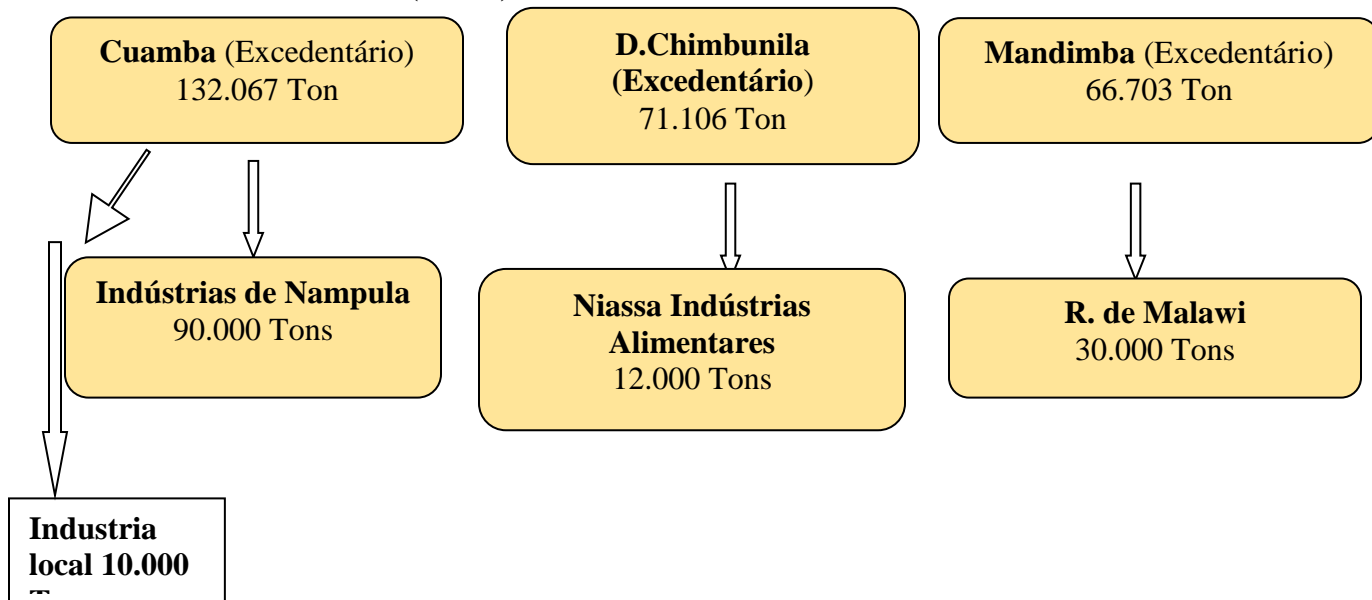 Cuamba (Excedentário)
132.067 Ton
D.Chimbunila
(Excedentário)
71.106 Ton
Mandimba (Excedentário)
66.703 Ton
Indústrias de Nampula
90.000 Tons
Niassa Indústrias
Alimentares
12.000 Tons
R. de Malawi
30.000 Tons
Industria
local 10.000